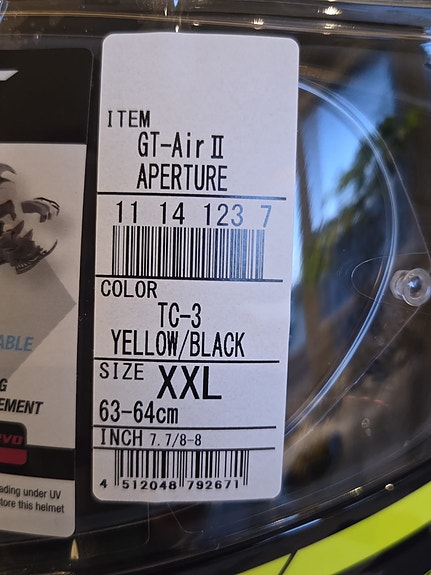 ITEM
GT-Air II
APERTURE
11 14 123 7
COLOR
TC-3
YELLOW/BLACK
SIZE XXL
63-64cm
INCH 7.7/8-8
4 512048 792671
ABLE
G
EMENT
ading under UV
tore this helmet